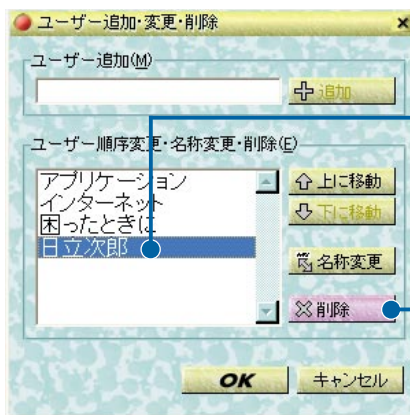 ユーザー追加・変更・削除
ユーザー追加(M)
追加
ユーザー順序変更・名称変更・削除(E)
アプリケーション
インターネット
困ったときに
日立次郎
上に移動
下に移動
名称変更
削除
OK
キャンセル